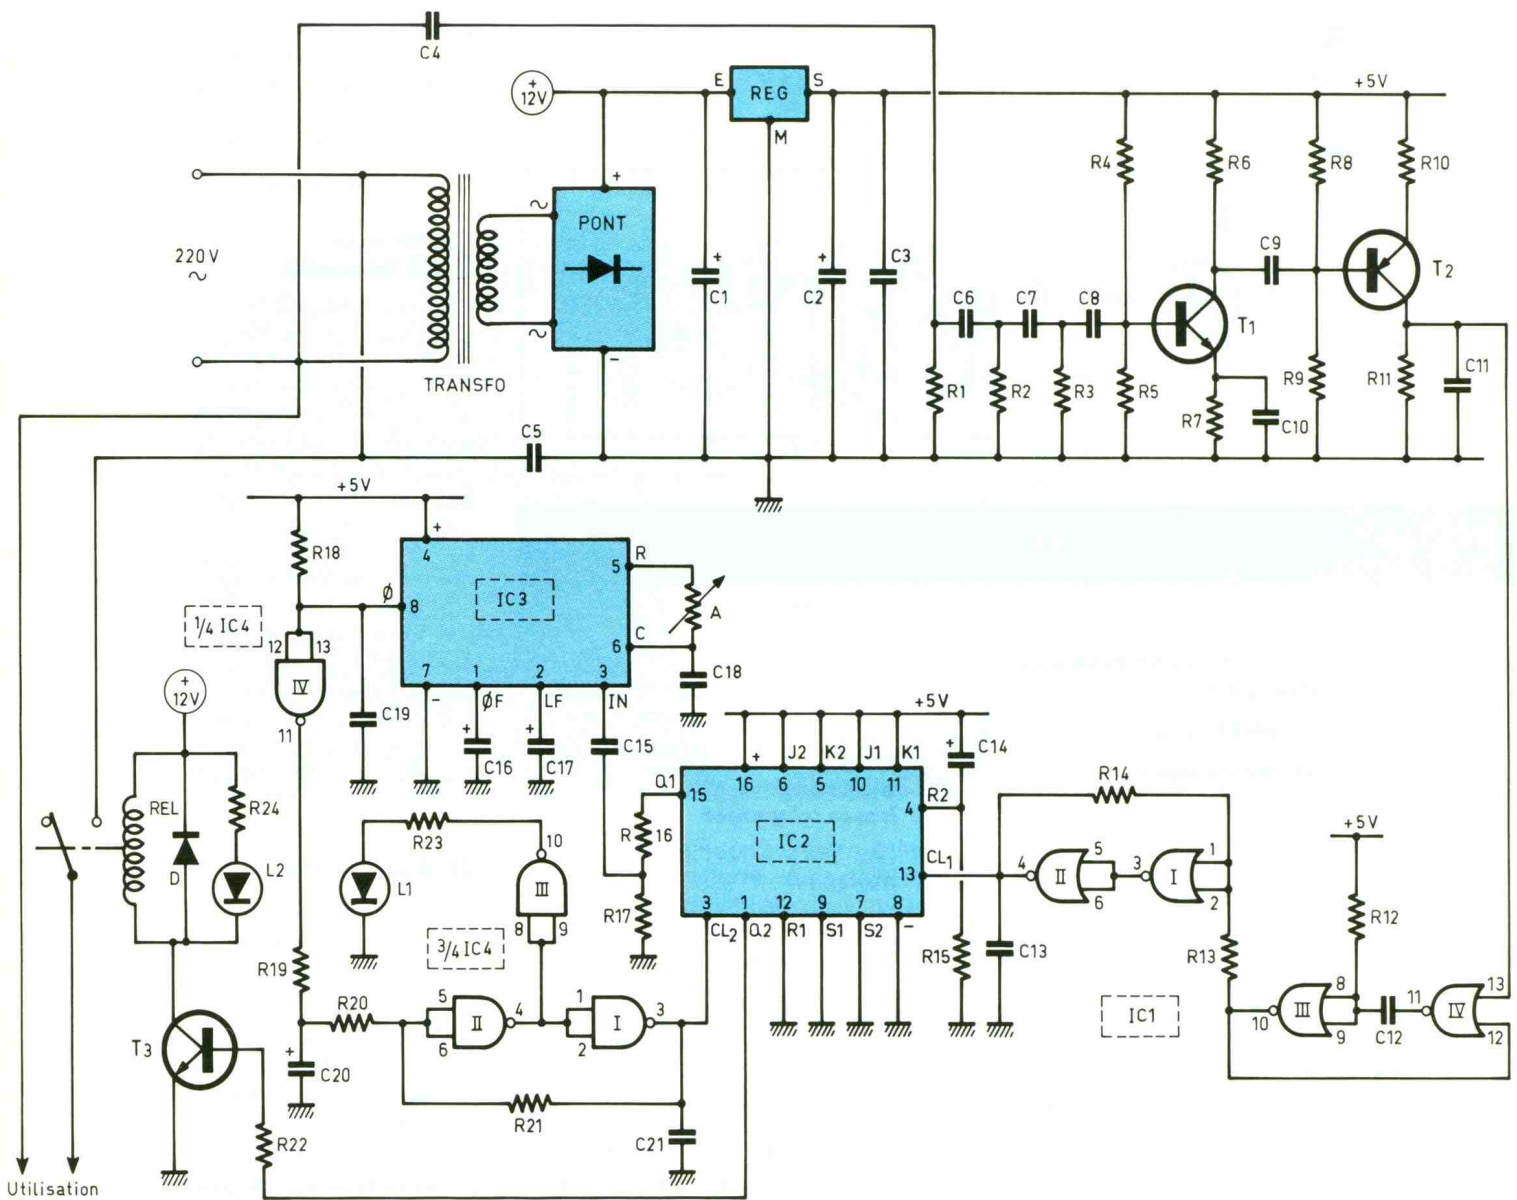 C4
+
12V
E
REG
S
+5V
M
220V
~
TRANSFO
~
+
PONT
~
-
+
C1
+
C2
C3
R4
R6
R8
R10
C9
T2
C6
C7
C8
T1
R1
R2
R3
R5
R7
C10
R9
R11
C11
C5
+5V
R18
+
4
R
5
Ø
8
IC3
A
C
6
7
1
2
3
-
ØF
LF
IN
1/4 IC4
12
13
IV
11
C19
+
C16
+
C17
C15
C18
+
12V
REL
D
R24
L2
R23
10
L1
III
8
9
3/4 IC4
R
16
R17
+5V
+
J2
K2
J1
K1
+
C14
Q1
15
16
6
5
10
11
R2
4
IC2
CL1
13
3
1
12
9
7
8
CL2
Q2
R1
S1
S2
-
R14
4
II
5
6
3
I
1
2
C13
R15
R13
+5V
R12
IC1
10
III
8
9
C12
11
IV
13
12
R19
R20
5
6
II
4
1
2
I
3
T3
+
C20
R21
C21
R22
Utilisation